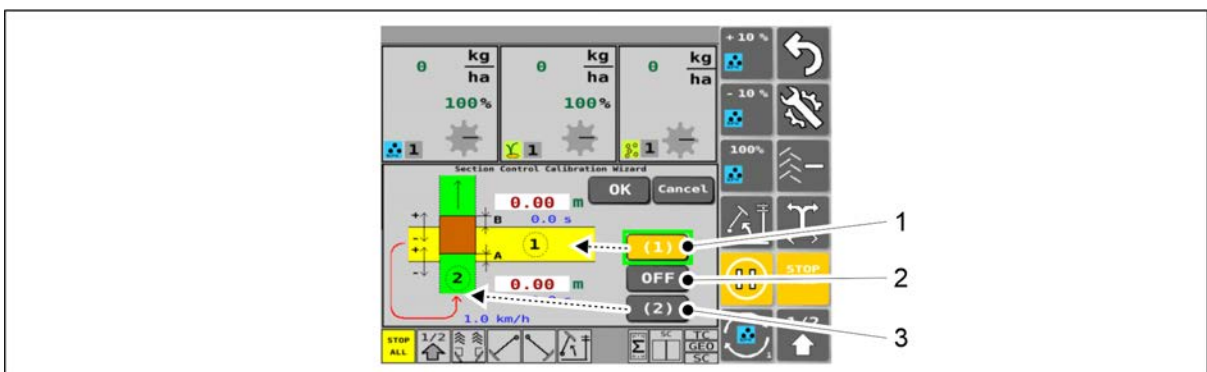 + 10 %
0 kg/ha 0 kg/ha 0 kg/ha
100% 100%
- 10 %
1 1 1
100%
Section Control Calibration Wizard
OK Cancel
0.00 m
+ B 0.0 s
-
1 (1) 1
+ A
- STOP
2 OFF 2
0.00 m
(2) 3
1.0 km/h
1/2
1
STOP ALL 1/2 Σ SC TC
GEO
SC